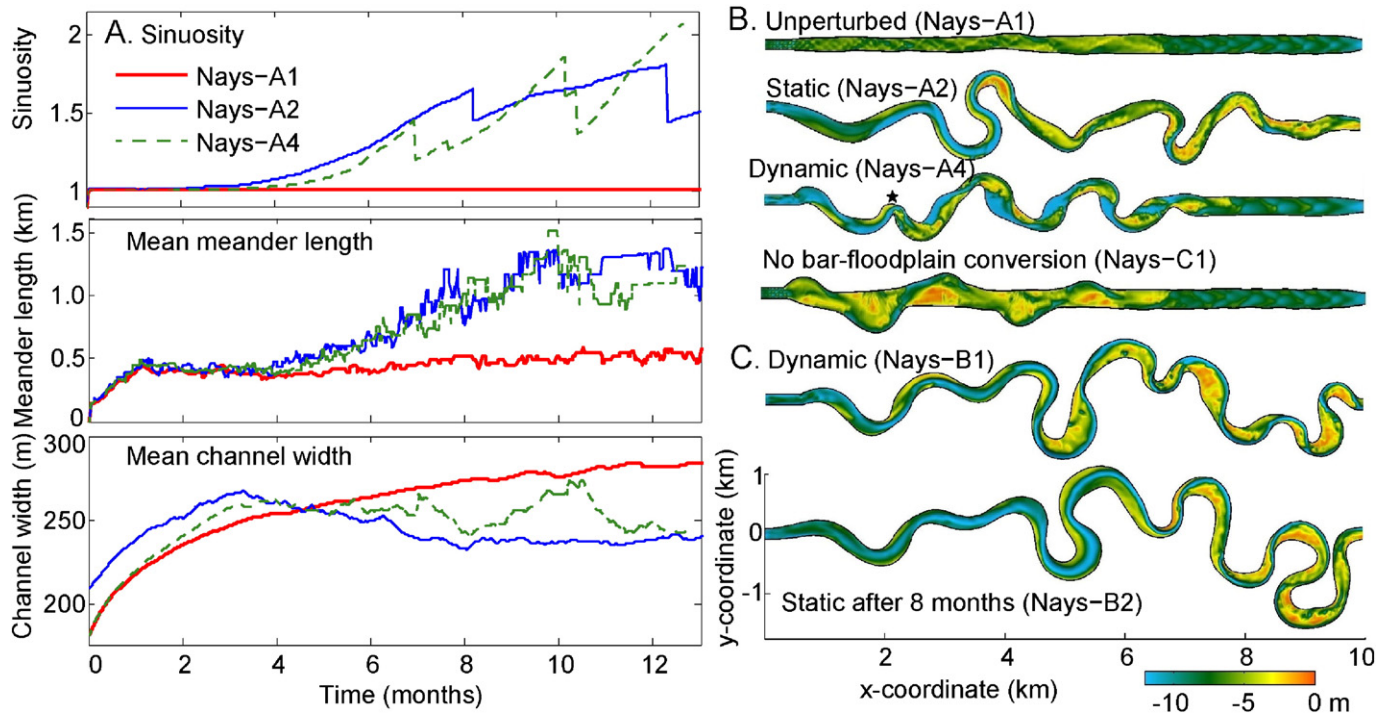 A. Sinuosity
Sinuosity
2
1.5
1
Nays−A1
Nays−A2
Nays−A4
Mean meander length
Meander length (km)
1.5
1.0
0.5
0
Mean channel width
Channel width (m)
300
250
200
0 2 4 6 8 10 12
Time (months)
B. Unperturbed (Nays−A1)
Static (Nays−A2)
Dynamic (Nays−A4)
★
No bar−floodplain conversion (Nays−C1)
C. Dynamic (Nays−B1)
y−coordinate (km)
1
0
-1
Static after 8 months (Nays−B2)
2 4 6 8 10
x−coordinate (km)
-10 -5 0 m